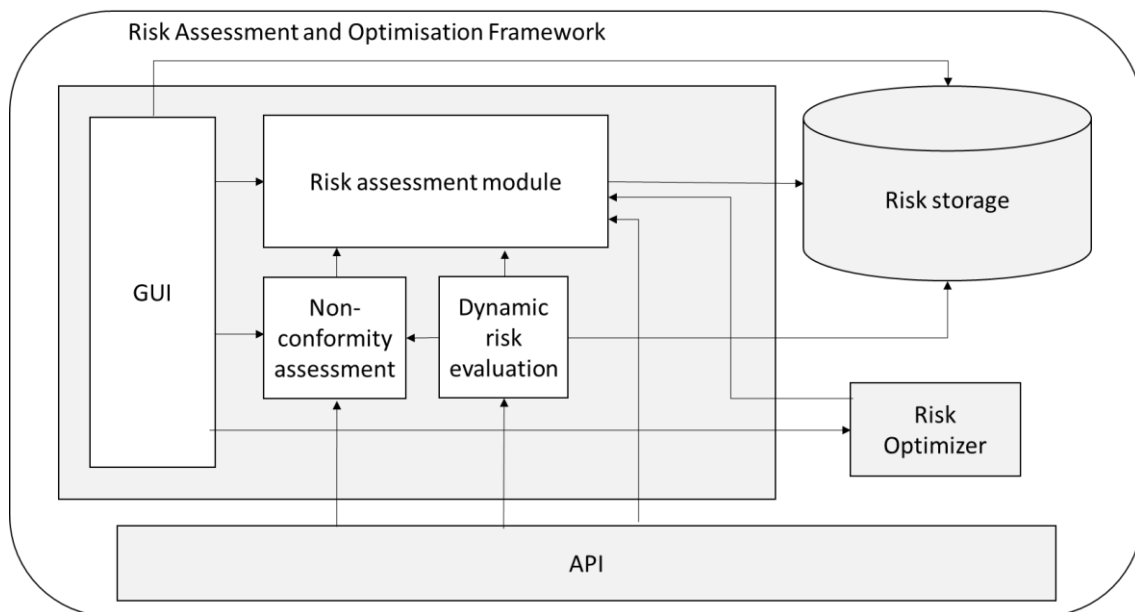 Risk Assessment and Optimisation Framework
Risk assessment module
Risk storage
GUI
Non-
conformity
assessment
Dynamic
risk
evaluation
Risk
Optimizer
API